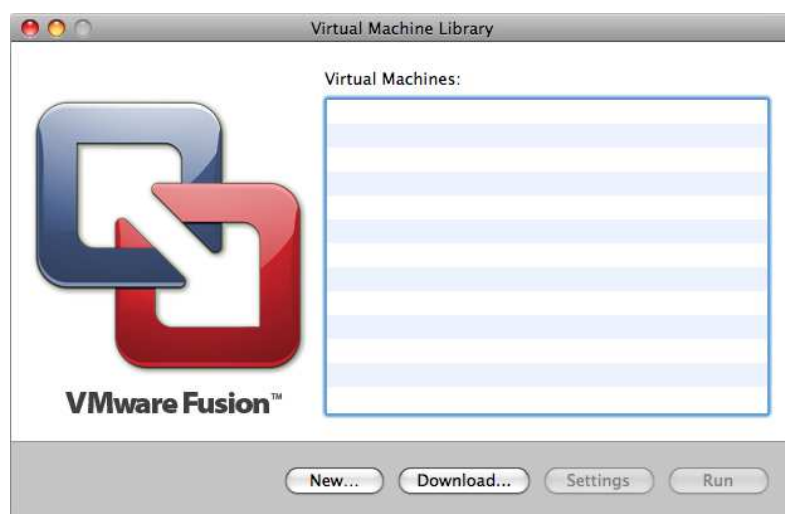 Virtual Machine Library
Virtual Machines:
VMware Fusion™
New... Download... Settings Run